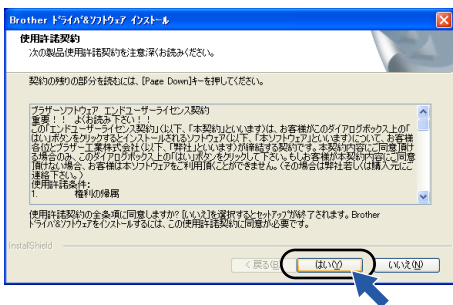 Brother ドライバ&ソフトウェア インストール
使用許諾契約
次の製品使用許諾契約を注意深くお読みください。
契約の残りの部分を読むには、[Page Down]キーを押してください。
ブラザーソフトウェア エンドユーザーライセンス契約
重要！ よくお読み下さい！
この「エンドユーザーライセンス契約」(以下、「本契約」といいます)は、お客様がこのダイアログボックス上の「
はい」ボタンをクリックするとインストールされるソフトウェア(以下、「本ソフトウェア」といいます)について、お客様
各位とブラザー工業株式会社(以下、「弊社」といいます)が締結する契約です。本契約内容にご同意頂け
る場合のみ、このダイアログボックス上の「はい」ボタンをクリックして下さい。もしお客様が本契約内容にご同意
頂けない場合、お客様は本ソフトウェアをご利用頂くことができません。(その場合は弊社若しくは購入元にご
連絡下さい。)
使用許諾条件:
1. 権利の帰属
使用許諾契約の全条項に同意しますか? [いいえ]を選択するとセットアップが終了されます。Brother
ドライバ&ソフトウェアをインストールするには、この使用許諾契約に同意が必要です。
InstallShield
< 戻る(B) はい(Y) いいえ(N)